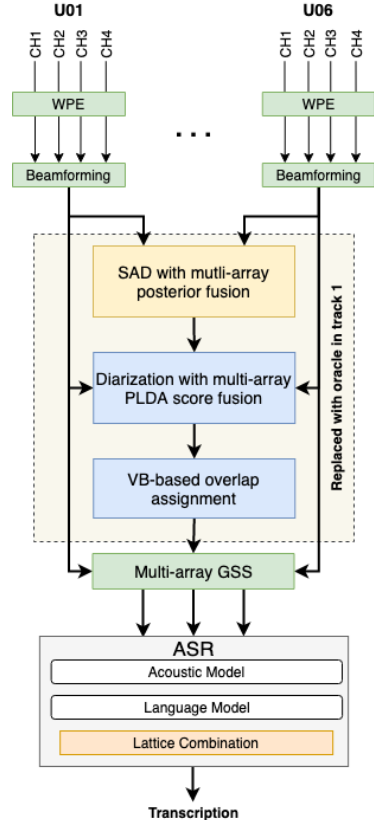 U01 U06
CH1 CH2 CH3 CH4 CH1 CH2 CH3 CH4
WPE WPE
...
Beamforming Beamforming
SAD with mutli-array
posterior fusion
Diarization with multi-array
PLDA score fusion
VB-based overlap
assignment
Replaced with oracle in track 1
Multi-array GSS
ASR
Acoustic Model
Language Model
Lattice Combination
Transcription